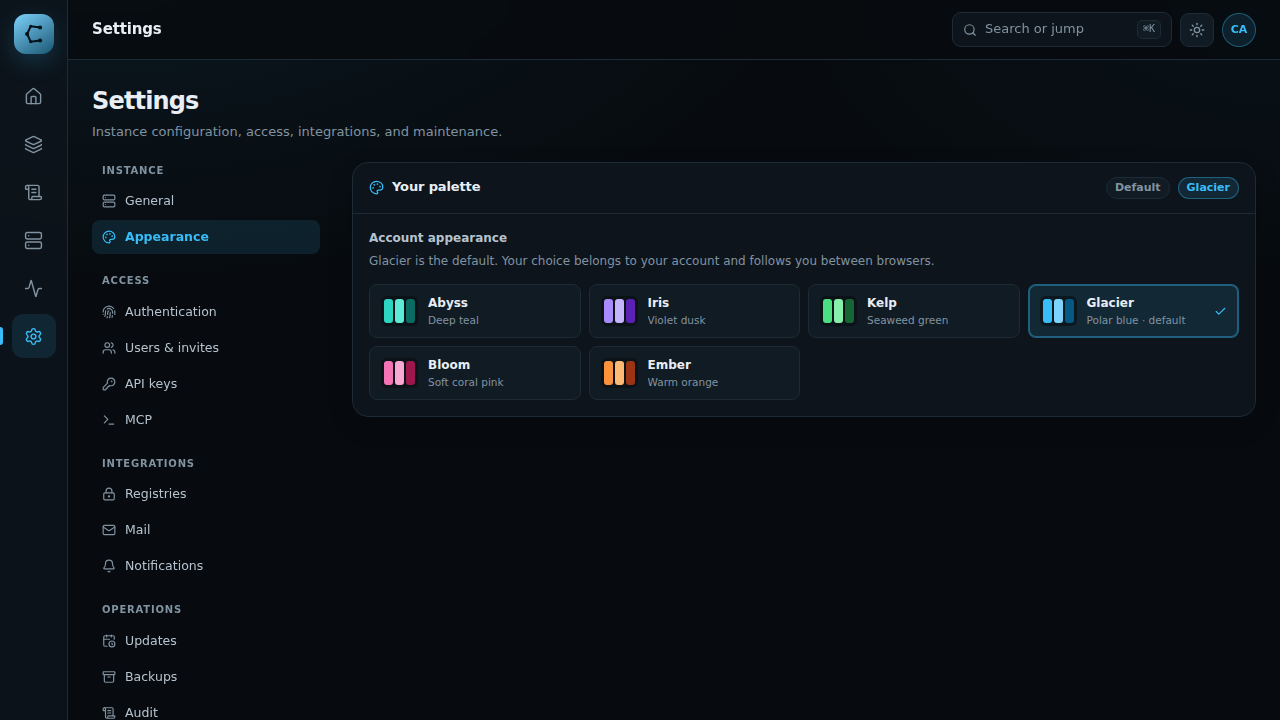 Settings
Search or jump
⌘K
CA
Settings
Instance configuration, access, integrations, and maintenance.
INSTANCE
General
Appearance
ACCESS
Authentication
Users & invites
API keys
MCP
INTEGRATIONS
Registries
Mail
Notifications
OPERATIONS
Updates
Backups
Audit
Your palette
Default
Glacier
Account appearance
Glacier is the default. Your choice belongs to your account and follows you between browsers.
Abyss
Deep teal
Iris
Violet dusk
Kelp
Seaweed green
Glacier
Polar blue · default
Bloom
Soft coral pink
Ember
Warm orange